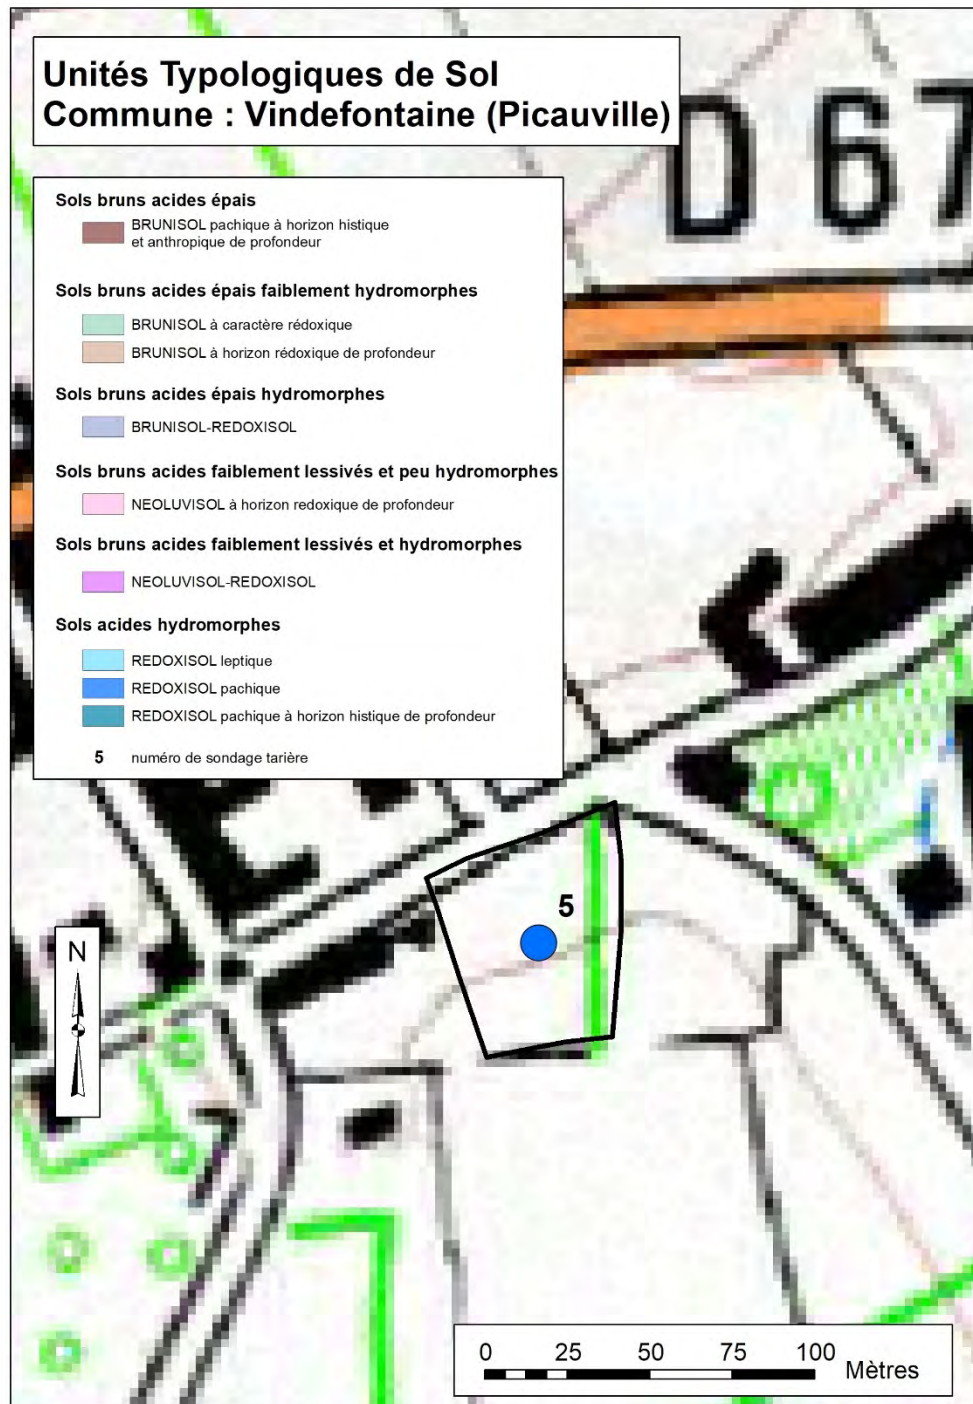 Unités Typologiques de Sol
Commune : Vindefontaine (Picauville)
D 67
Sols bruns acides épais
BRUNISOL pachique à horizon histique
et anthropique de profondeur
Sols bruns acides épais faiblement hydromorphes
BRUNISOL à caractère rédoxique
BRUNISOL à horizon rédoxique de profondeur
Sols bruns acides épais hydromorphes
BRUNISOL-REDOXISOL
Sols bruns acides faiblement lessivés et peu hydromorphes
NEOLUVISOL à horizon redoxique de profondeur
Sols bruns acides faiblement lessivés et hydromorphes
NEOLUVISOL-REDOXISOL
Sols acides hydromorphes
REDOXISOL leptique
REDOXISOL pachique
REDOXISOL pachique à horizon histique de profondeur
5 numéro de sondage tarière
5
N
0 25 50 75 100
Mètres